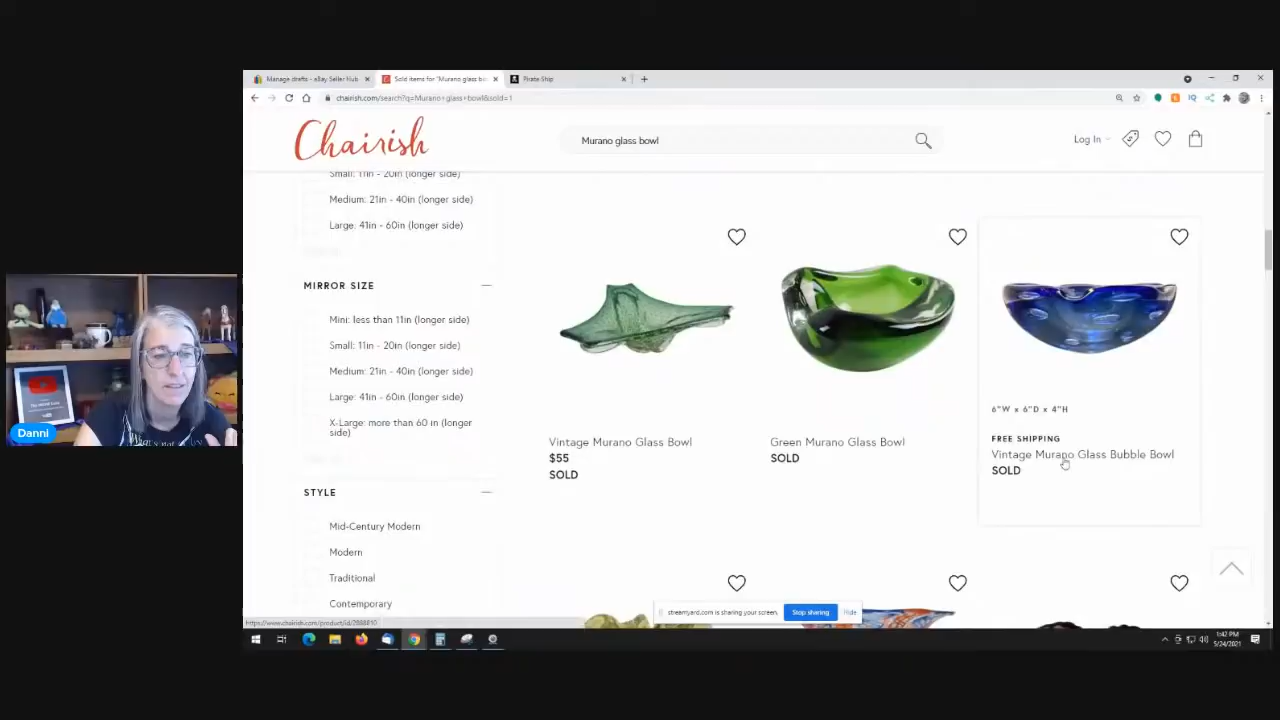 Manage drafts - eBay Seller Hub
Sold items for "Murano glass bo
Pirate Ship
chairish.com/search?q=Murano+glass+bowl&sold=1
Chairish
Murano glass bowl
Log In
Small: 11in - 20in (longer side)
Medium: 21in - 40in (longer side)
Large: 41in - 60in (longer side)
MIRROR SIZE
Mini: less than 11in (longer side)
Small: 11in - 20in (longer side)
Medium: 21in - 40in (longer side)
Large: 41in - 60in (longer side)
X-Large: more than 60 in (longer
side)
STYLE
Mid-Century Modern
Modern
Traditional
Contemporary
Vintage Murano Glass Bowl
$55
SOLD
Green Murano Glass Bowl
SOLD
6"W x 6"D x 4"H
FREE SHIPPING
Vintage Murano Glass Bubble Bowl
SOLD
Danni
streamyard.com is sharing your screen.
Stop sharing
Hide
1:42 PM
5/24/2021